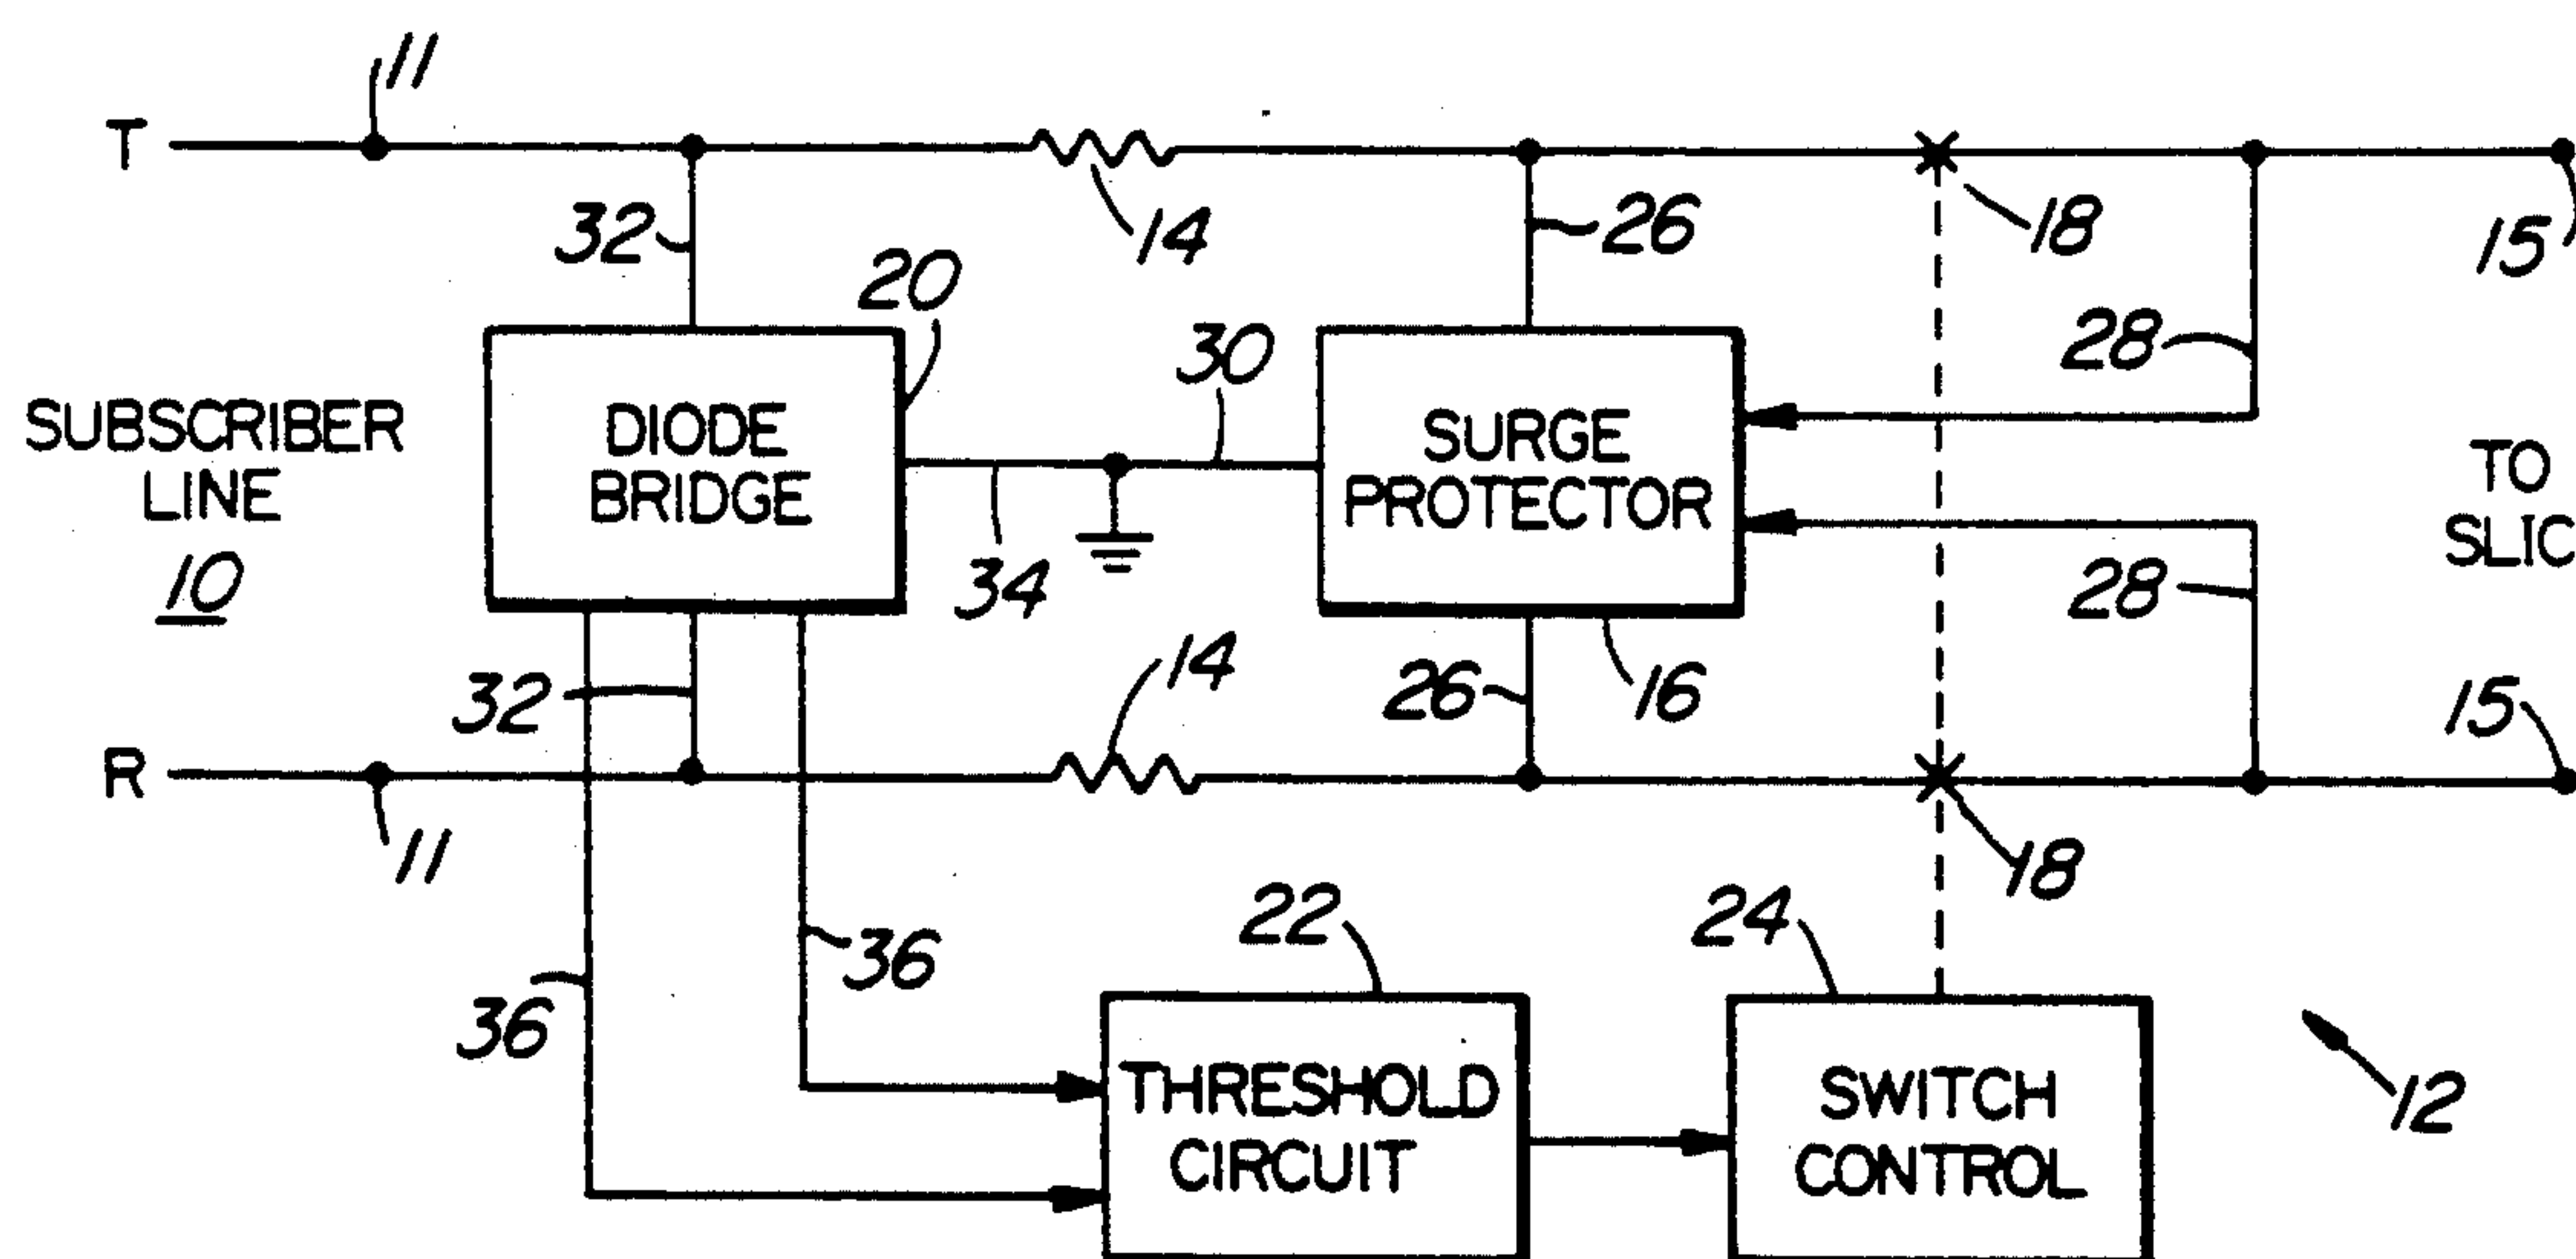 11
T
14
26
18
15
32
20
30
28
SUBSCRIBER
LINE
10
DIODE
BRIDGE
34
SURGE
PROTECTOR
TO
SLIC
28
32
14
26
16
15
R
11
18
36
36
22
24
THRESHOLD
CIRCUIT
SWITCH
CONTROL
12